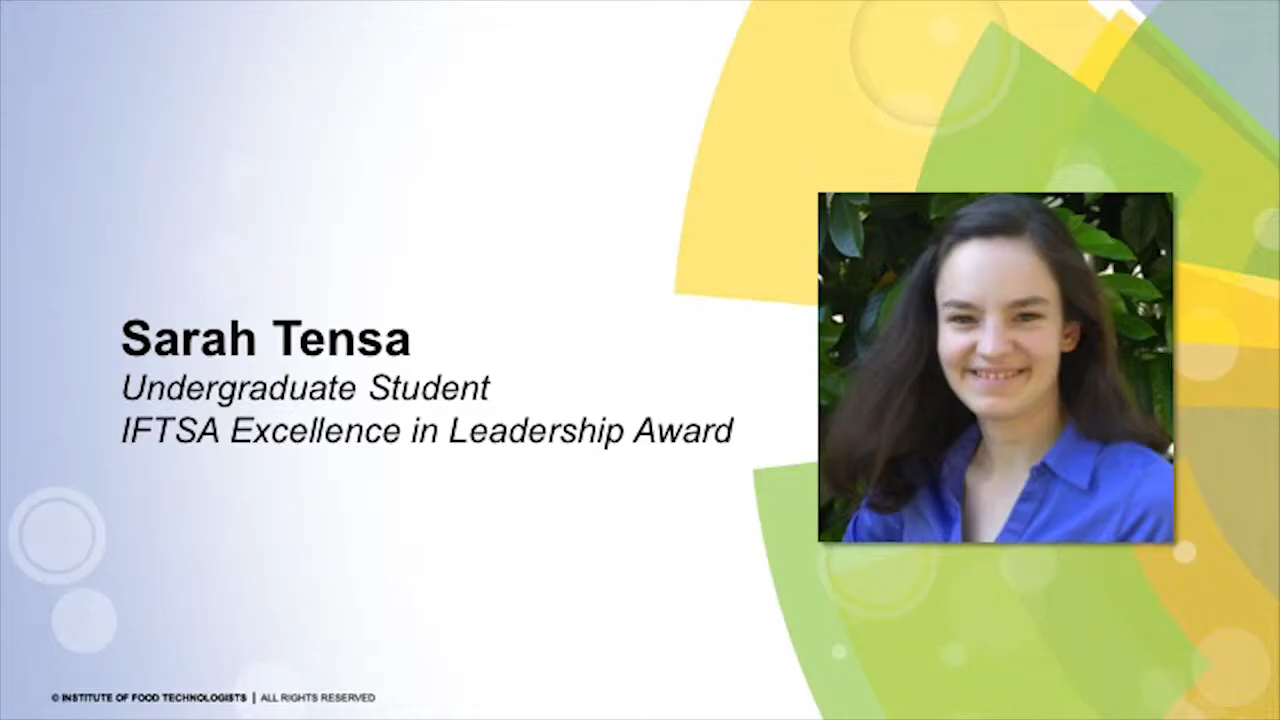 Sarah Tensa
Undergraduate Student
IFTSA Excellence in Leadership Award
© INSTITUTE OF FOOD TECHNOLOGISTS | ALL RIGHTS RESERVED